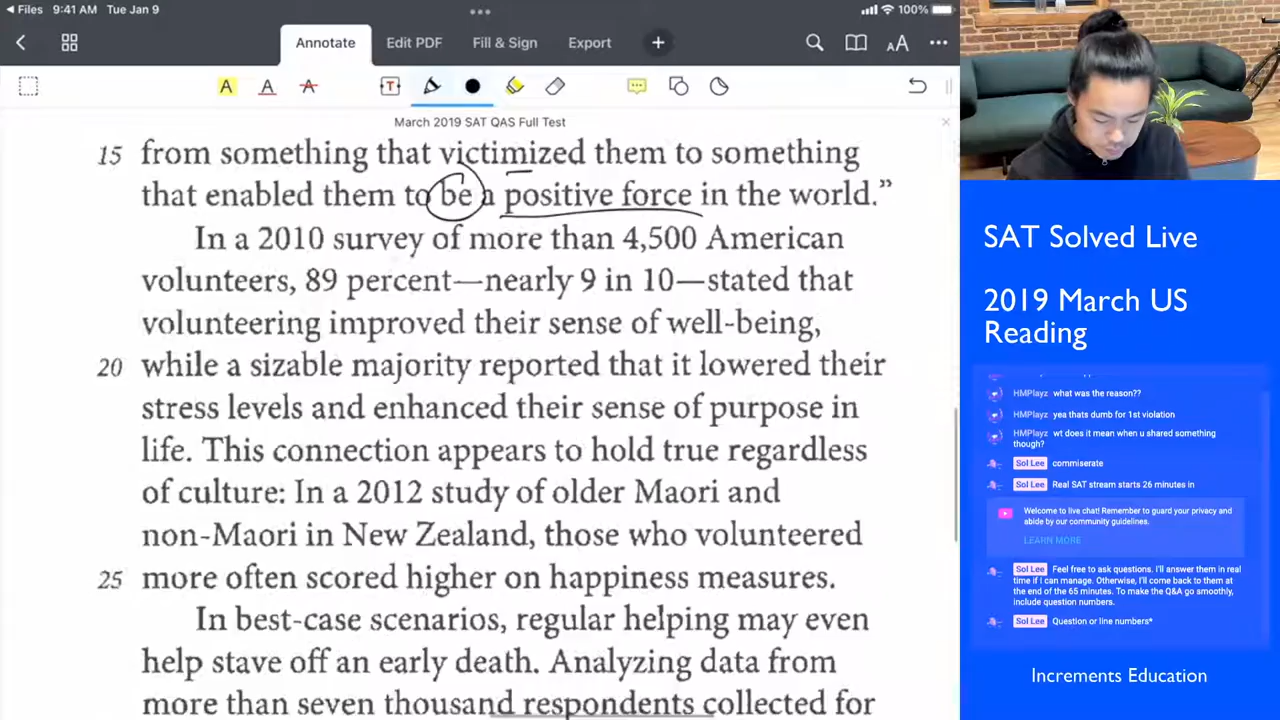 Files 9:41 AM Tue Jan 9
100%
Annotate
Edit PDF
Fill & Sign
Export
March 2019 SAT QAS Full Test
15 from something that victimized them to something
that enabled them to be a positive force in the world.”
In a 2010 survey of more than 4,500 American
volunteers, 89 percent—nearly 9 in 10—stated that
volunteering improved their sense of well-being,
20 while a sizable majority reported that it lowered their
stress levels and enhanced their sense of purpose in
life. This connection appears to hold true regardless
of culture: In a 2012 study of older Maori and
non-Maori in New Zealand, those who volunteered
25 more often scored higher on happiness measures.
In best-case scenarios, regular helping may even
help stave off an early death. Analyzing data from
more than seven thousand respondents collected for
SAT Solved Live
2019 March US
Reading
HMPlayz what was the reason??
HMPlayz yea thats dumb for 1st violation
HMPlayz wt does it mean when u shared something
though?
Sol Lee commiserate
Sol Lee Real SAT stream starts 26 minutes in
Welcome to live chat! Remember to guard your privacy and
abide by our community guidelines.
LEARN MORE
Sol Lee Feel free to ask questions. I'll answer them in real
time if I can manage. Otherwise, I'll come back to them at
the end of the 65 minutes. To make the Q&A go smoothly,
include question numbers.
Sol Lee Question or line numbers*
Increments Education